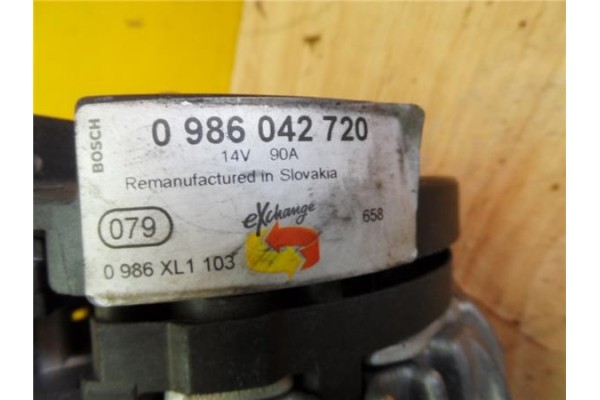 BOSCH
0 986 042 720
14V 90A
Remanufactured in Slovakia
079
eXchange
658
0 986 XL1 103